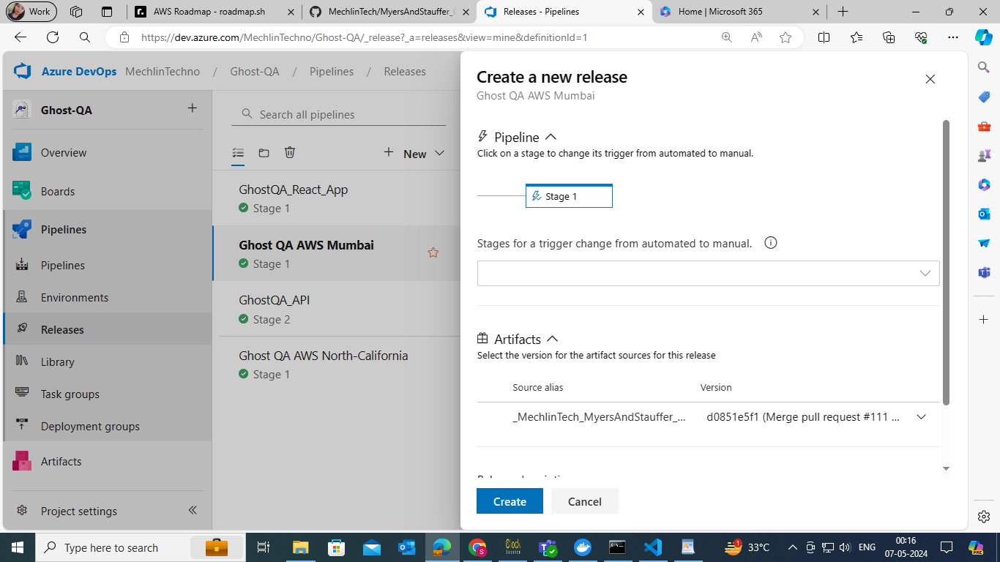 Work
AWS Roadmap - roadmap.sh
MechlinTech/MyersAndStauffer_
Releases - Pipelines
Home | Microsoft 365
https://dev.azure.com/MechlinTechno/Ghost-QA/_release?_a=releases&view=mine&definitionId=1
Azure DevOps MechlinTechno / Ghost-QA / Pipelines / Releases
Ghost-QA
Overview
Boards
Pipelines
Pipelines
Environments
Releases
Library
Task groups
Deployment groups
Artifacts
Project settings
Search all pipelines
New
GhostQA_React_App
Stage 1
Ghost QA AWS Mumbai
Stage 1
GhostQA_API
Stage 2
Ghost QA AWS North-California
Stage 1
Create a new release
Ghost QA AWS Mumbai
Pipeline
Click on a stage to change its trigger from automated to manual.
Stage 1
Stages for a trigger change from automated to manual.
Artifacts
Select the version for the artifact sources for this release
Source alias Version
_MechlinTech_MyersAndStauffer_... d0851e5f1 (Merge pull request #111 ...
Create Cancel
Type here to search
1
33°C
ENG
00:16
07-05-2024